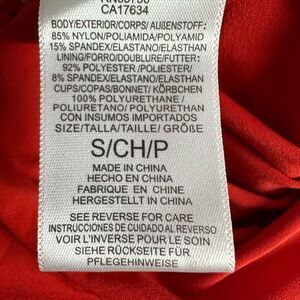 CA17634
BODY/EXTERIOR/CORPS/ AUßENSTOFF:
85% NYLON/POLIAMIDA/POLYAMID
15% SPANDEX/ELASTANO/ELASTHAN
LINING/FORRO/DOUBLURE/FUTTER:
92% POLYESTER/POLIESTER/
8% SPANDEX/ELASTANO/ELASTHAN
CUPS/COPAS/BONNET/ KÖRBCHEN
100% POLYURETHANE/
POLIURETANO/ POLYURETHAN
CON INSUMOS IMPORTADOS
SIZE/TALLA/TAILLE/ GRÖßE
S/CH/P
MADE IN CHINA
HECHO EN CHINA
FABRIQUE EN CHINE
HERGESTELLT IN CHINA
SEE REVERSE FOR CARE
INSTRUCCIONES DE CUIDADO AL REVERSO
VOIR L'INVERSE POUR LE SOIN
SIEHE RÜCKSEITE FÜR
PFLEGEHINWEISE